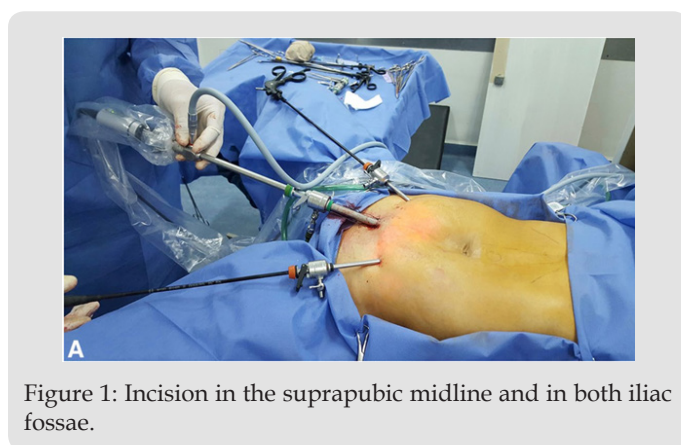 A
Figure 1: Incision in the suprapubic midline and in both iliac
fossae.